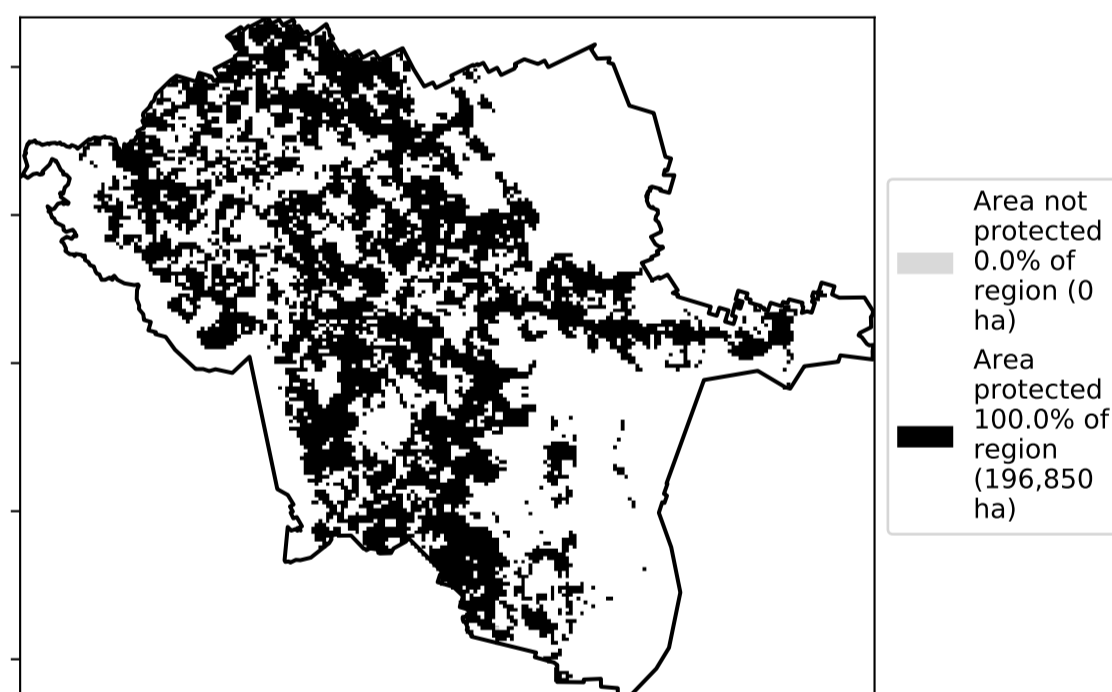 Area not
protected
0.0% of
region (0
ha)
Area
protected
100.0% of
region
(196,850
ha)